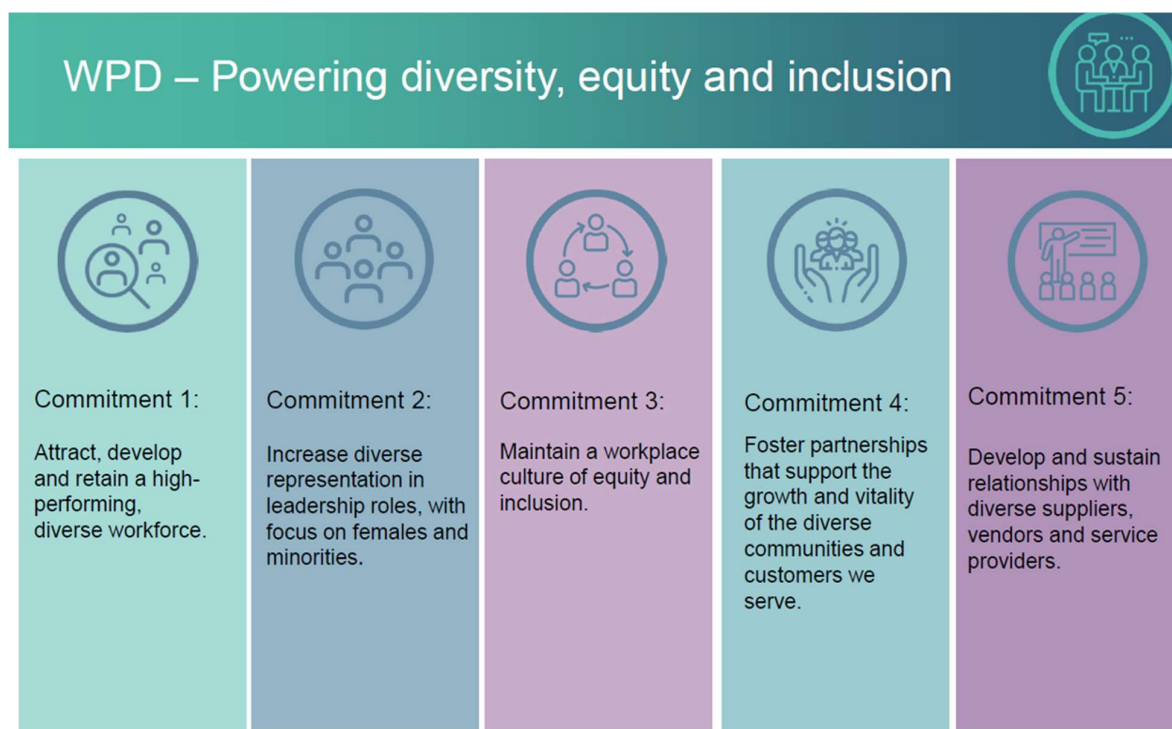 WPD – Powering diversity, equity and inclusion
Commitment 1:
Attract, develop
and retain a high-
performing,
diverse workforce.
Commitment 2:
Increase diverse
representation in
leadership roles, with
focus on females and
minorities.
Commitment 3:
Maintain a workplace
culture of equity and
inclusion.
Commitment 4:
Foster partnerships
that support the
growth and vitality
of the diverse
communities and
customers we
serve.
Commitment 5:
Develop and sustain
relationships with
diverse suppliers,
vendors and service
providers.